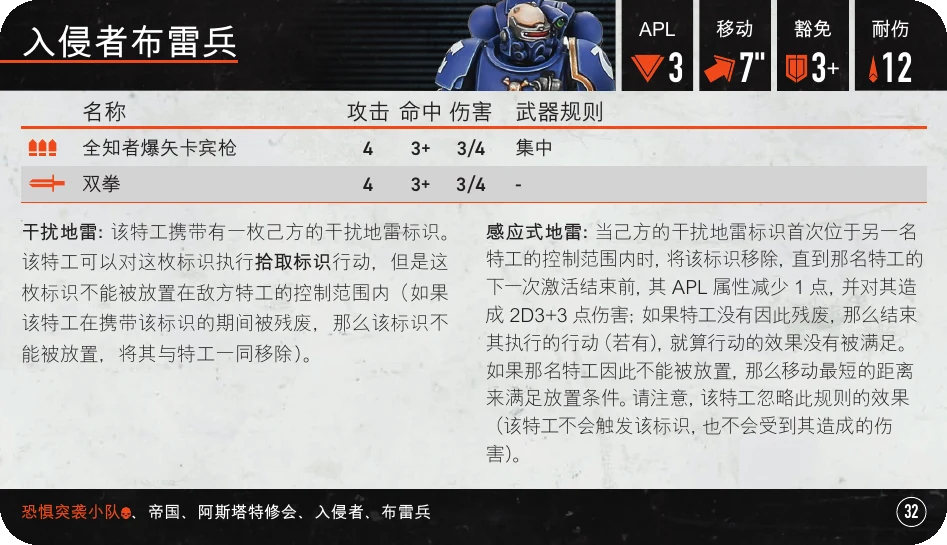 入侵者布雷兵
APL 移动 豁免 耐伤
3 7" 3+ 12
名称 攻击 命中 伤害 武器规则
全知者爆矢卡宾枪 4 3+ 3/4 集中
双拳 4 3+ 3/4 -
干扰地雷：该特工携带有一枚己方的干扰地雷标识。
该特工可以对这枚标识执行拾取标识行动，但是这
枚标识不能被放置在敌方特工的控制范围内（如果
该特工在携带该标识的期间被残废，那么该标识不
能被放置，将其与特工一同移除）。
感应式地雷：当己方的干扰地雷标识首次位于另一名
特工的控制范围内时, 将该标识移除, 直到那名特工的
下一次激活结束前, 其 APL 属性减少 1 点, 并对其造
成 2D3+3 点伤害；如果特工没有因此残废, 那么结束
其执行的行动 (若有), 就算行动的效果没有被满足。
如果那名特工因此不能被放置, 那么移动最短的距离
来满足放置条件。请注意, 该特工忽略此规则的效果
（该特工不会触发该标识, 也不会受到其造成的伤
害）。
恐惧突袭小队、帝国、阿斯塔特修会、入侵者、布雷兵
32